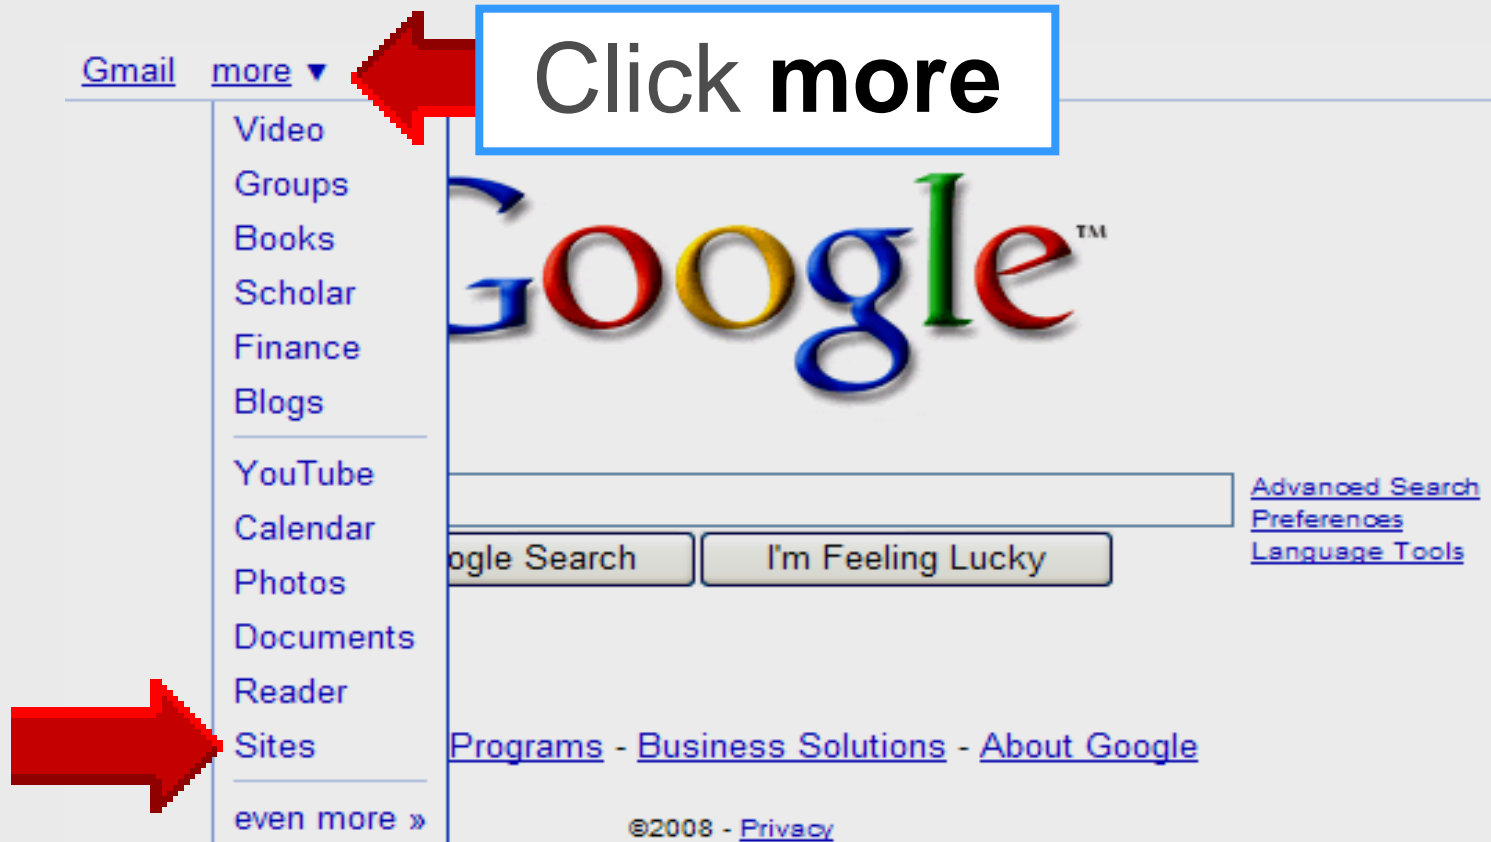 Click more
Gmail more ▼
Video
Groups
Books
Scholar
Finance
Blogs
Google™
YouTube
Calendar
Photos
Documents
Reader
Sites
even more »
Advanced Search
Preferences
Language Tools
ogle Search
I'm Feeling Lucky
Programs - Business Solutions - About Google
©2008 - Privacy